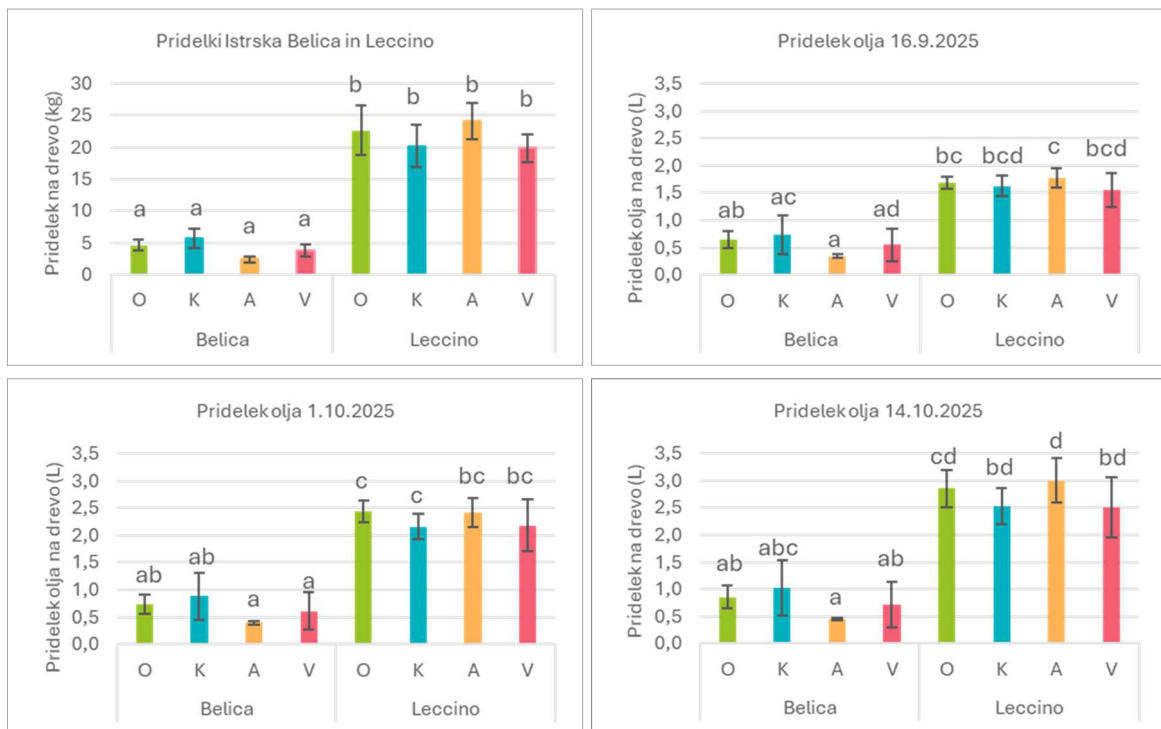 Pridelki Istrska Belica in Leccino
Pridelek na drevo (kg)
30
25
20
15
10
5
0
a a a a b b b b
O K A V O K A V
Belica Leccino
Pridelek olja 16.9.2025
Pridelek olja na drevo (L)
3,5
3,0
2,5
2,0
1,5
1,0
0,5
0,0
ab ac a ad bc bcd c bcd
O K A V O K A V
Belica Leccino
Pridelek olja 1.10.2025
Pridelek olja na drevo (L)
3,5
3,0
2,5
2,0
1,5
1,0
0,5
0,0
ab ab a a c c bc bc
O K A V O K A V
Belica Leccino
Pridelek olja 14.10.2025
Pridelek na drevo (L)
3,5
3,0
2,5
2,0
1,5
1,0
0,5
0,0
ab abc a ab cd bd d bd
O K A V O K A V
Belica Leccino